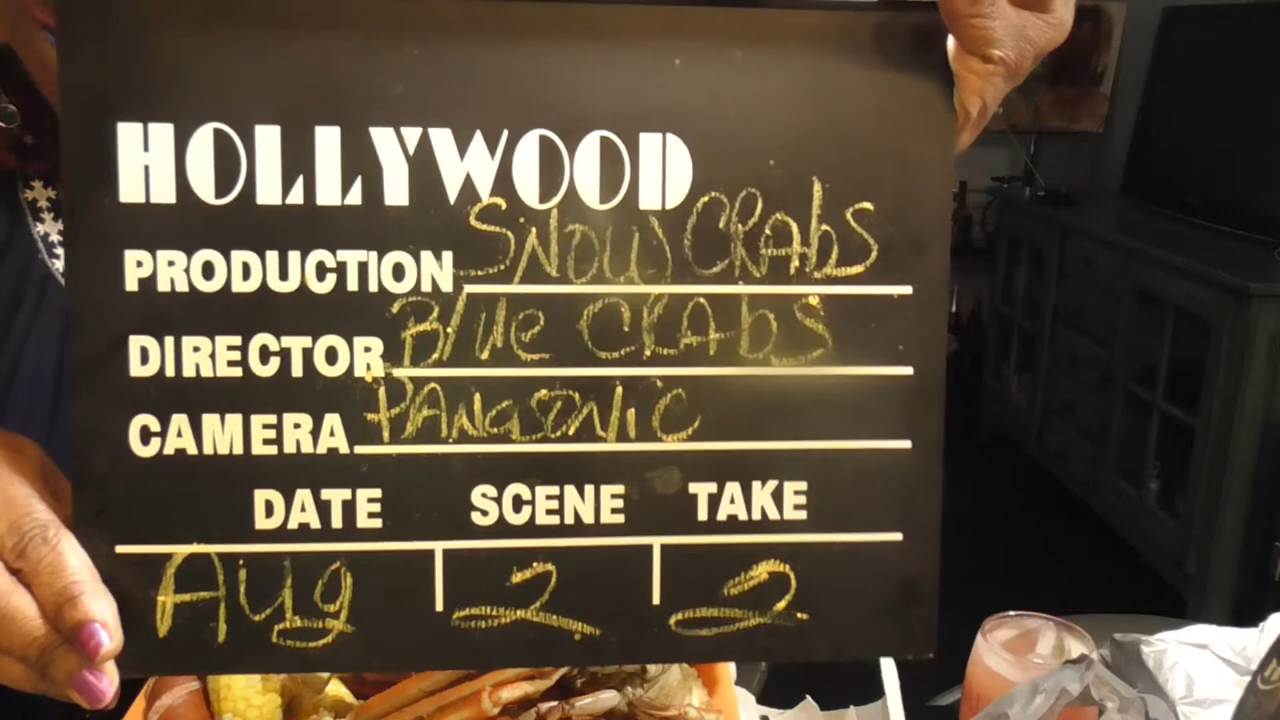 HOLLYWOOD
PRODUCTION SNOW CRAbS
DIRECTOR Blue CRAbS
CAMERA PANASONIC
DATE SCENE TAKE
Aug 2 2